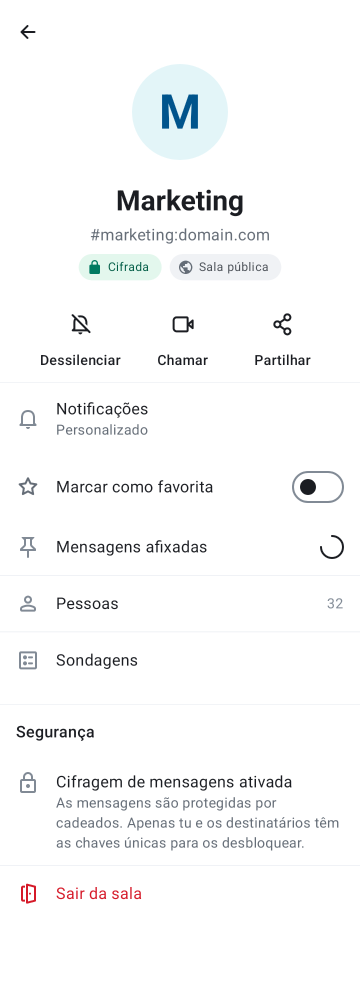 M
Marketing
#marketing:domain.com
Cifrada
Sala pública
Dessilenciar
Chamar
Partilhar
Notificações
Personalizado
Marcar como favorita
Mensagens afixadas
Pessoas
32
Sondagens
Segurança
Cifragem de mensagens ativada
As mensagens são protegidas por
cadeados. Apenas tu e os destinatários têm
as chaves únicas para os desbloquear.
Sair da sala